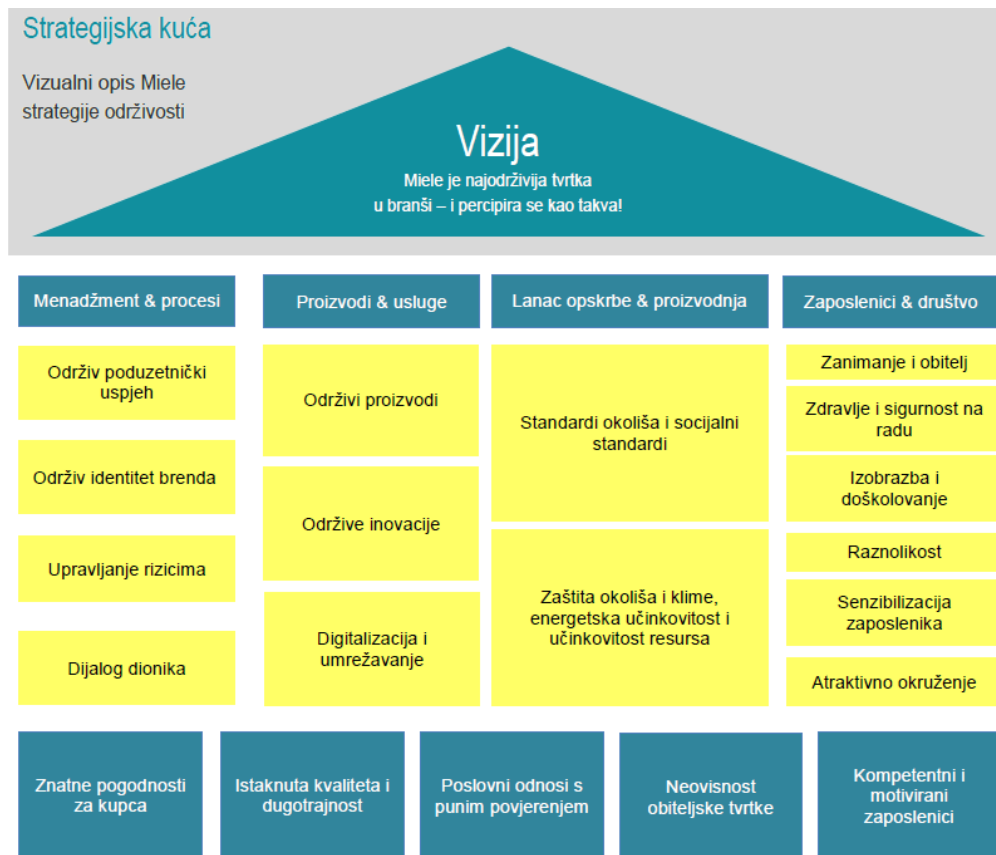 Strategijska kuća
Vizualni opis Miele
strategije održivosti
Vizija
Miele je najodrživija tvrtka
u branši – i percipira se kao takva!
Menadžment & procesi
Proizvodi & usluge
Lanac opskrbe & proizvodnja
Zaposlenici & društvo
Održiv poduzetnički
uspjeh
Održiv identitet brenda
Upravljanje rizicima
Dijalog dionika
Održivi proizvodi
Održive inovacije
Digitalizacija i
umrežavanje
Standardi okoliša i socijalni
standardi
Zaštita okoliša i klime,
energetska učinkovitost i
učinkovitost resursa
Zanimanje i obitelj
Zdravlje i sigurnost na
radu
Izobrazba i
doškolovanje
Raznolikost
Senzibilizacija
zaposlenika
Atraktivno okruženje
Znatne pogodnosti
za kupca
Istaknuta kvaliteta i
dugotrajnost
Poslovni odnosi s
punim povjerenjem
Neovisnost
obiteljske tvrtke
Kompetentni i
motivirani
zaposlenici